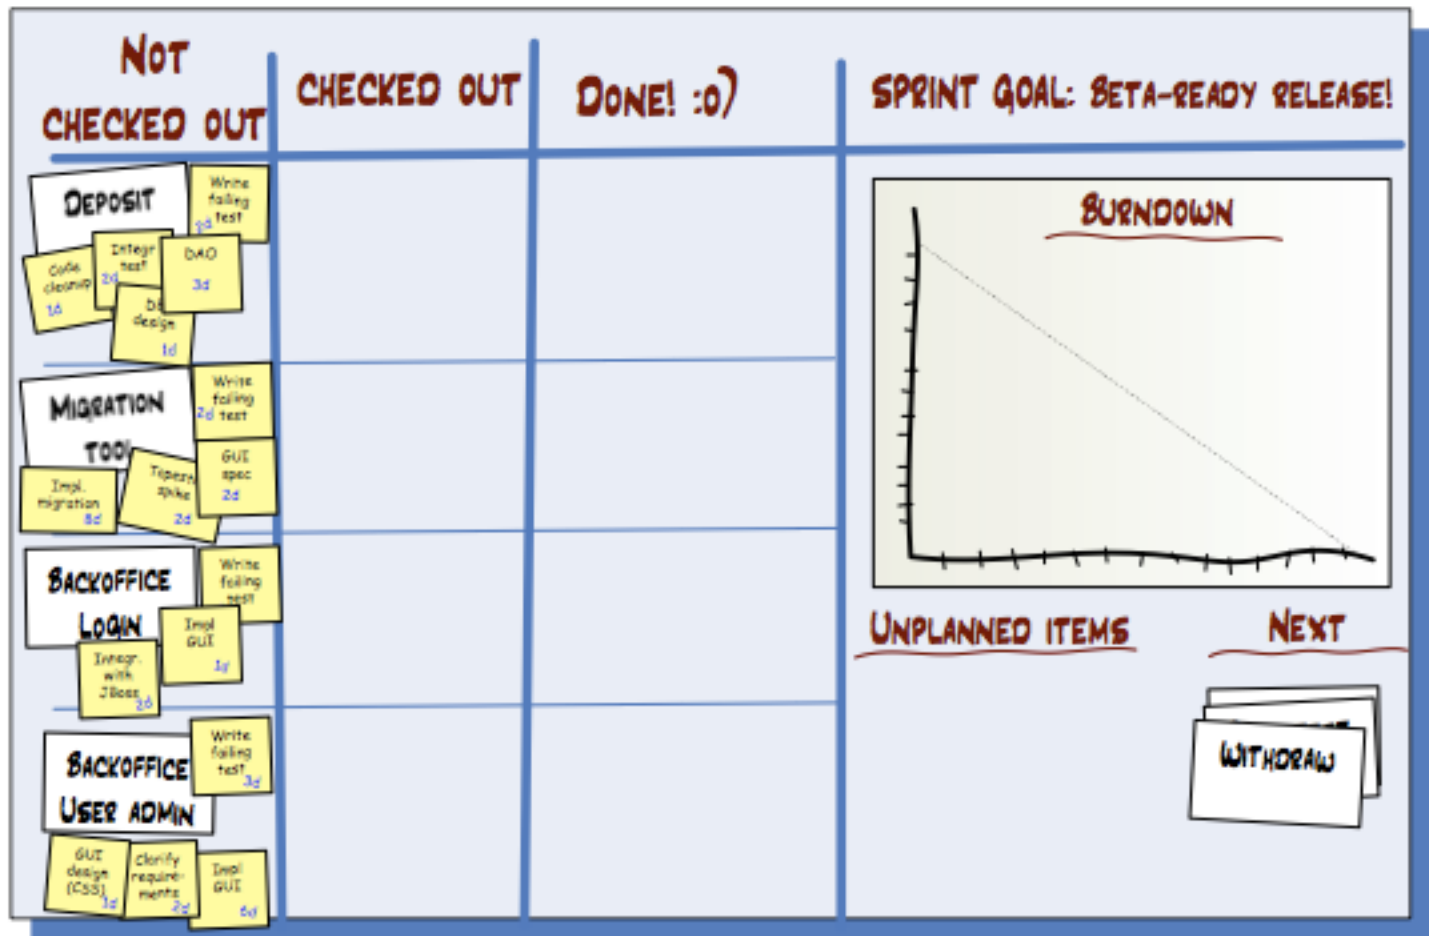 NOT
CHECKED OUT
CHECKED OUT
DONE! :o)
SPRINT GOAL: BETA-READY RELEASE!
DEPOSIT
Write
failing
test
2d
Code
cleanup
1d
Integr
test
2d
DAO
3d
DB
design
1d
MIGRATION
TOOL
Write
failing
test
2d
GUI
spec
2d
Impl.
migration
8d
spike
2d
BACKOFFICE
LOGIN
Write
failing
test
Impl
GUI
1d
Integr.
with
JBoss
2d
BACKOFFICE
USER ADMIN
Write
failing
test
3d
GUI
design
(CSS)
1d
Clarify
require-
ments
2d
Impl
GUI
6d
BURNDOWN
UNPLANNED ITEMS
NEXT
WITHDRAW